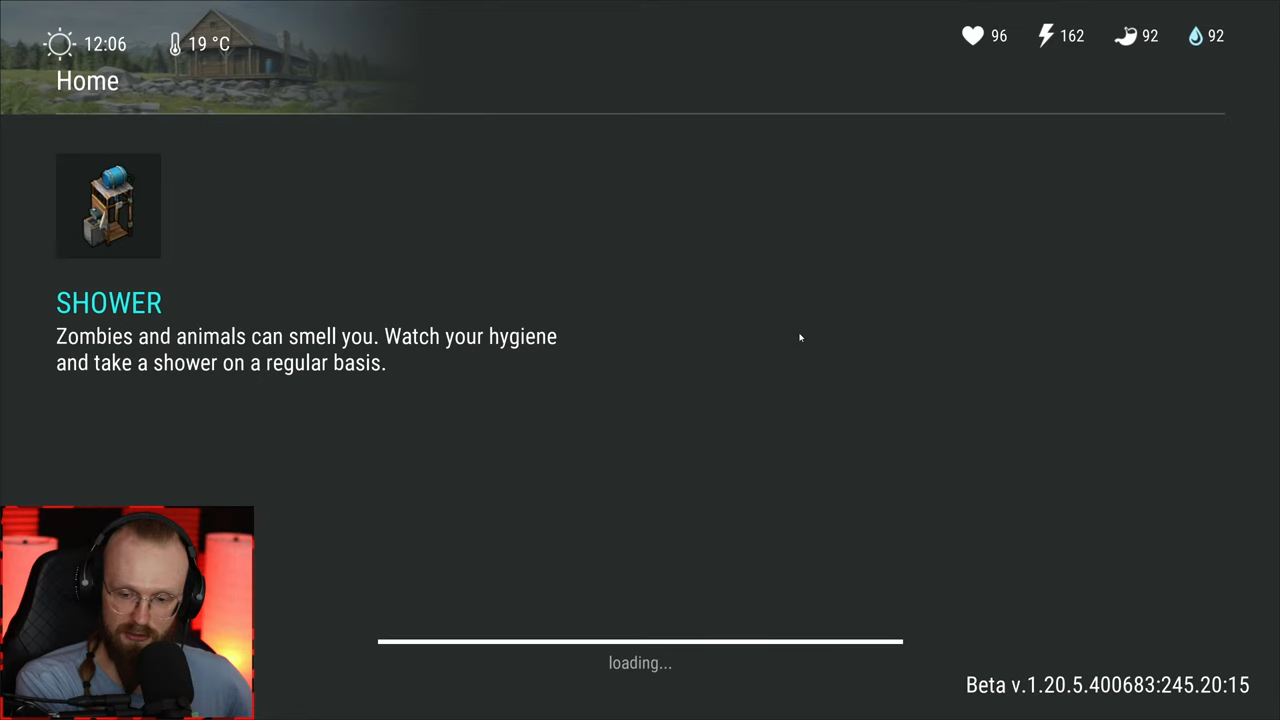 12:06
19 °C
96
162
92
92
Home
SHOWER
Zombies and animals can smell you. Watch your hygiene
and take a shower on a regular basis.
loading...
Beta v.1.20.5.400683:245.20:15